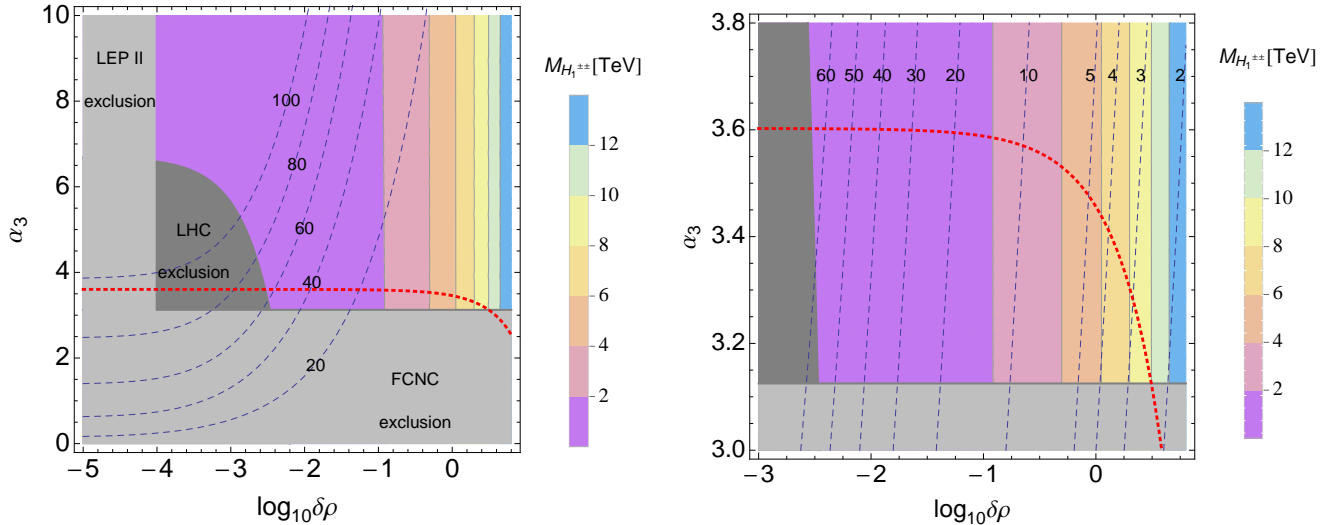 10
8
6
4
2
0
α3
LEP II
exclusion
100
80
60
LHC
exclusion
40
20
FCNC
exclusion
−5 −4 −3 −2 −1 0
log10δρ
MH1±± [TeV]
12
10
8
6
4
2
3.8
3.6
3.4
3.2
3.0
α3
60 50 40 30 20 10 5 4 3 2
−3 −2 −1 0
log10δρ
MH1±± [TeV]
12
10
8
6
4
2